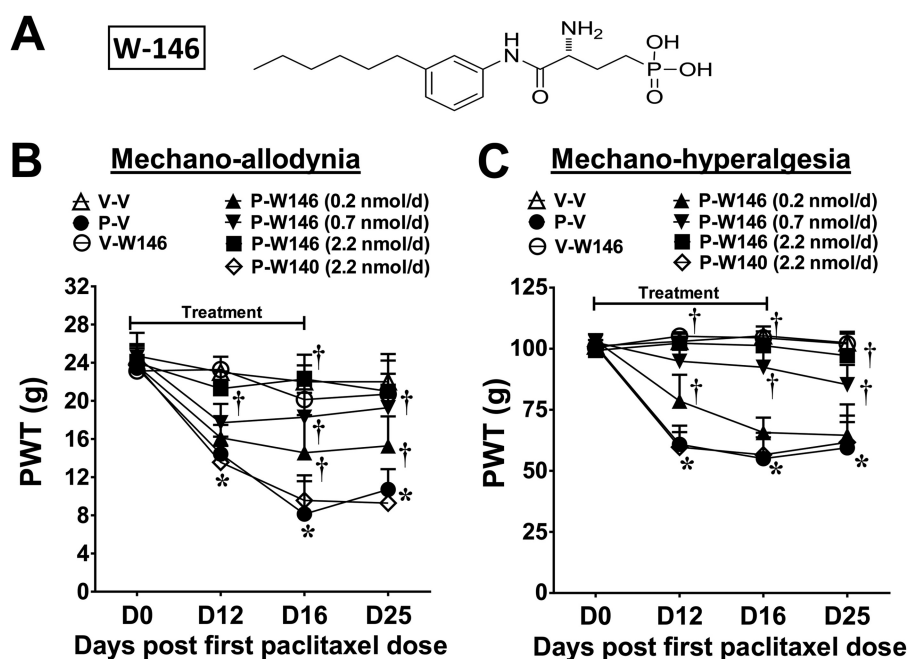 A
W-146
H
N
NH₂
O
OH
P
OH
O
B
Mechano-allodynia
V-V
P-V
V-W146
P-W146 (0.2 nmol/d)
P-W146 (0.7 nmol/d)
P-W146 (2.2 nmol/d)
P-W140 (2.2 nmol/d)
Treatment
PWT (g)
32
28
24
20
16
12
8
4
0
†
†
†
†
†
†
*
*
*
D0 D12 D16 D25
Days post first paclitaxel dose
C
Mechano-hyperalgesia
V-V
P-V
V-W146
P-W146 (0.2 nmol/d)
P-W146 (0.7 nmol/d)
P-W146 (2.2 nmol/d)
P-W140 (2.2 nmol/d)
Treatment
PWT (g)
125
100
75
50
25
0
†
†
†
†
†
†
*
*
*
D0 D12 D16 D25
Days post first paclitaxel dose